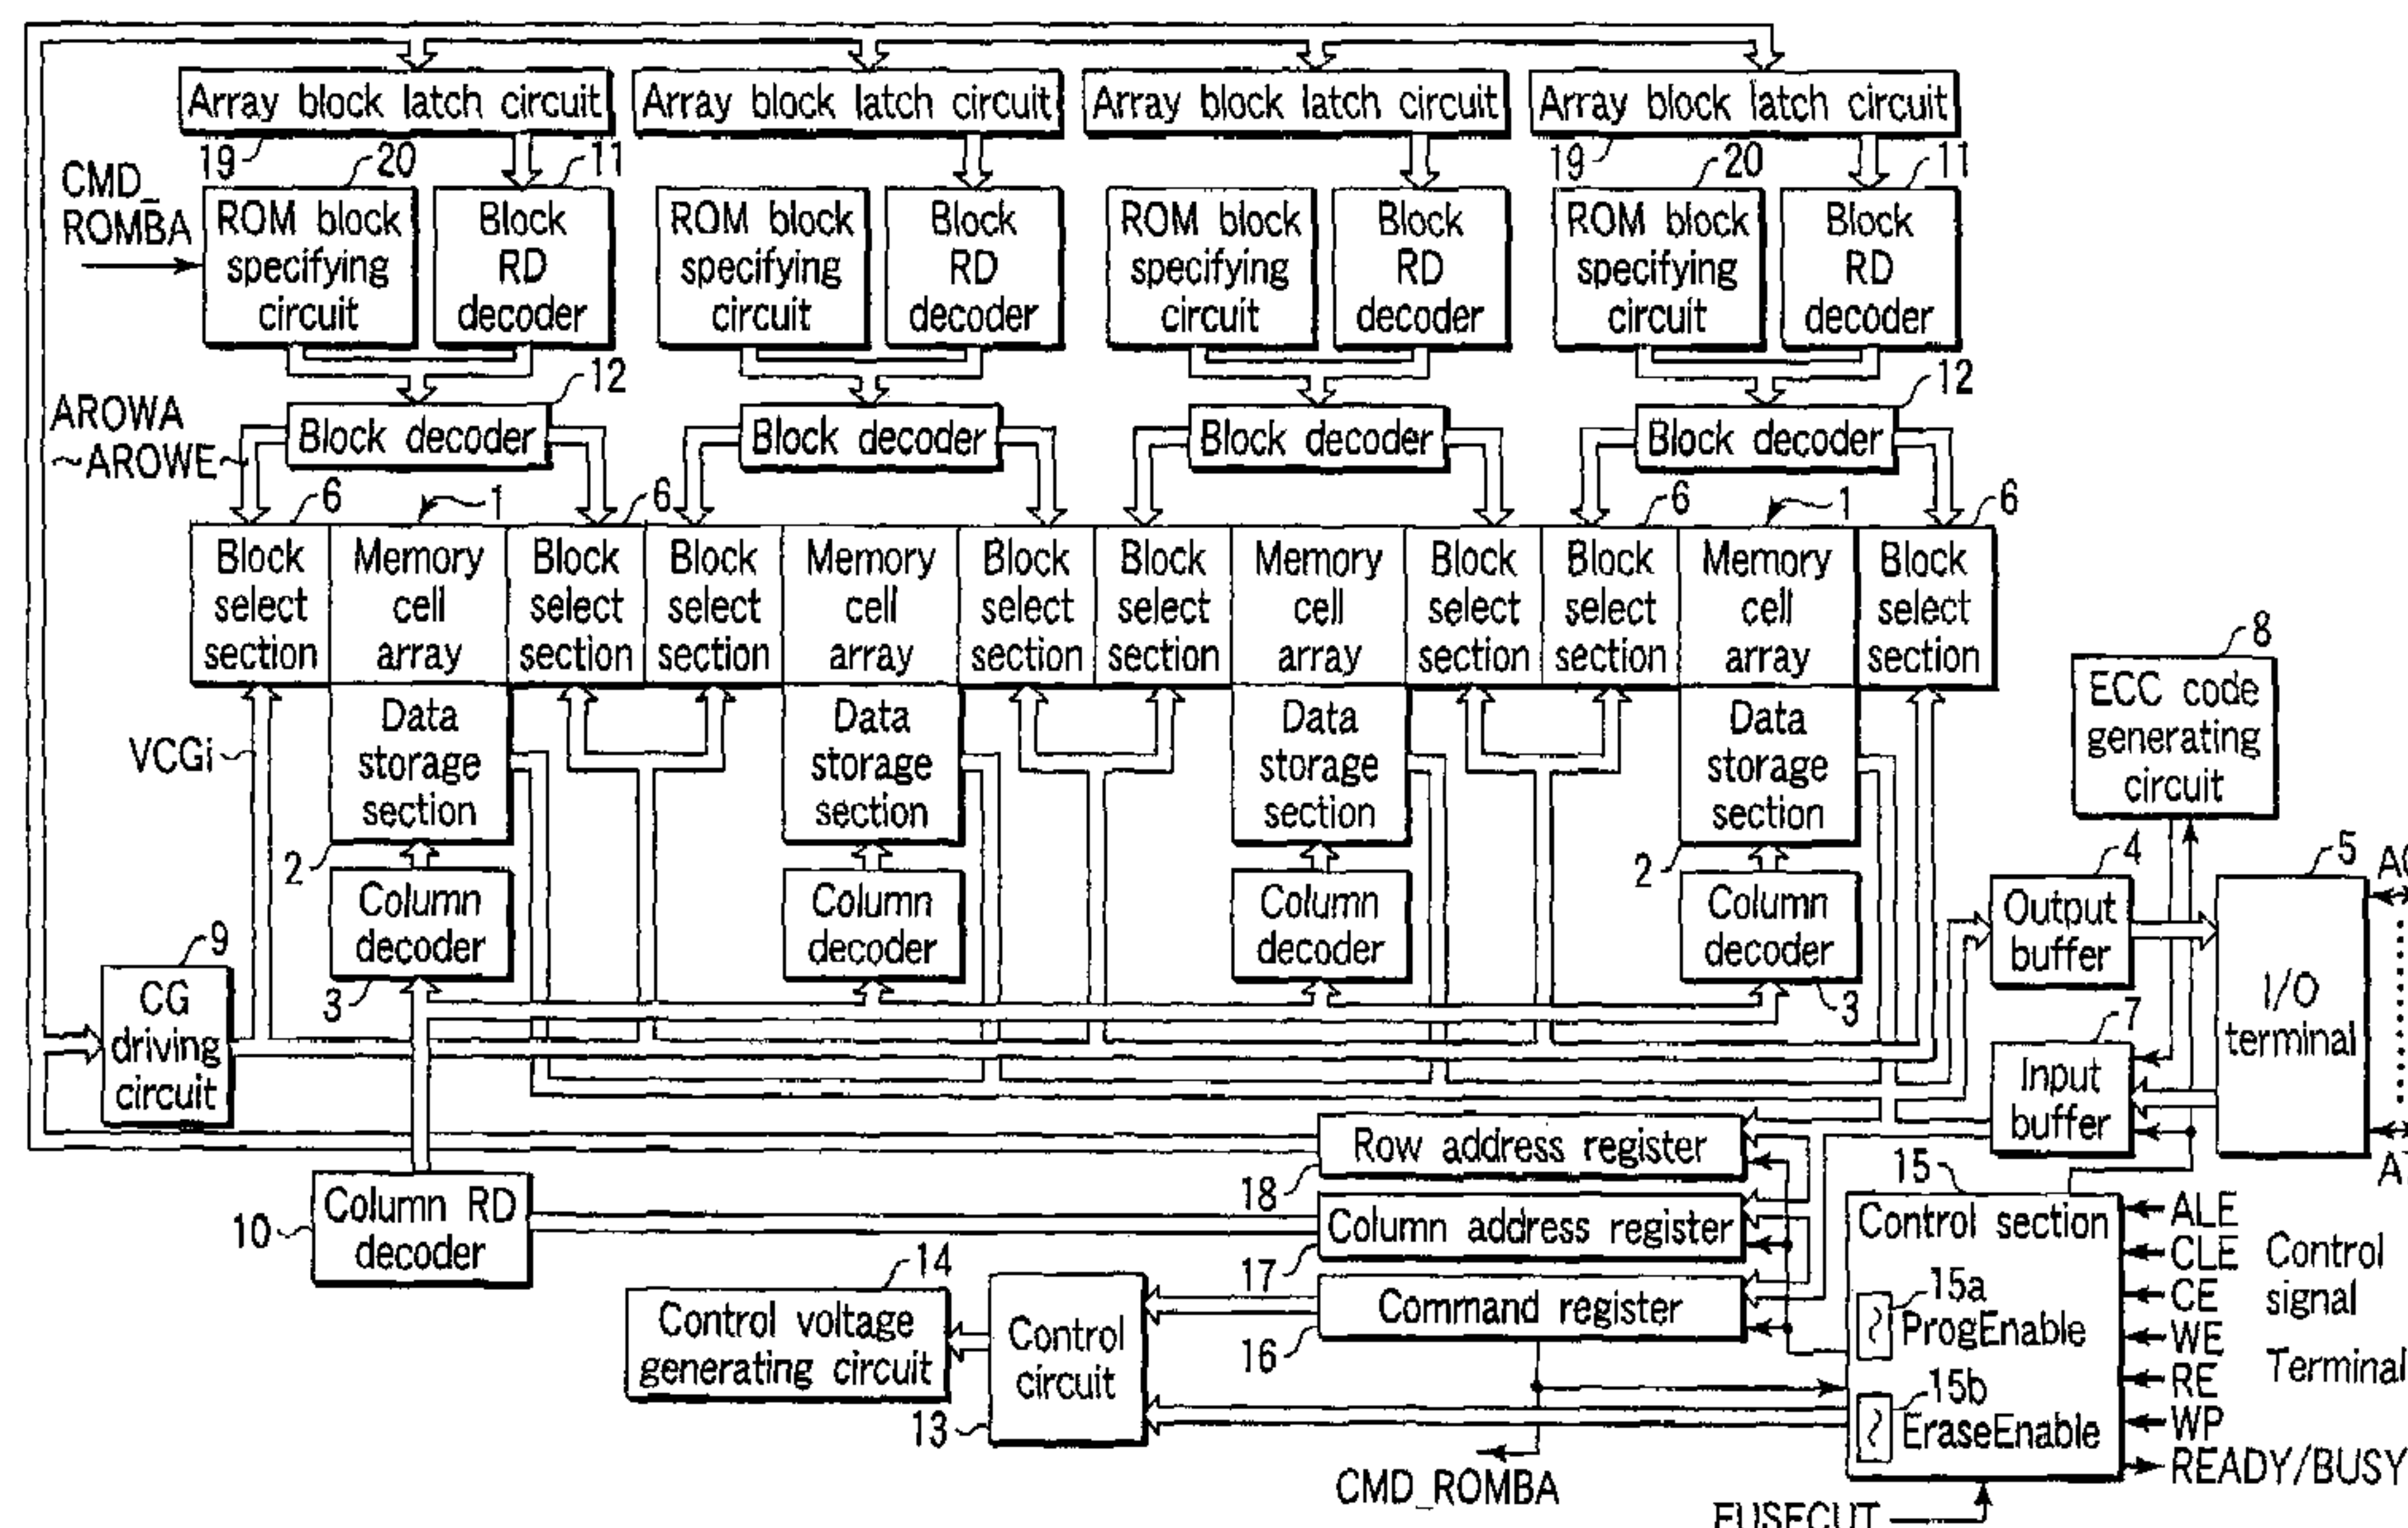 Array block latch circuit
Array block latch circuit
Array block latch circuit
Array block latch circuit
19
20
11
19
20
11
CMD_
ROMBA
ROM block
specifying
circuit
Block
RD
decoder
ROM block
specifying
circuit
Block
RD
decoder
ROM block
specifying
circuit
Block
RD
decoder
ROM block
specifying
circuit
Block
RD
decoder
12
12
AROWA
~AROWE
Block decoder
Block decoder
Block decoder
Block decoder
6
1
6
6
1
6
Block
select
section
Memory
cell
array
Block
select
section
Block
select
section
Memory
cell
array
Block
select
section
Block
select
section
Memory
cell
array
Block
select
section
Block
select
section
Memory
cell
array
Block
select
section
VCGi
Data
storage
section
Data
storage
section
Data
storage
section
Data
storage
section
2
2
8
ECC code
generating
circuit
Column
decoder
Column
decoder
Column
decoder
Column
decoder
3
3
4
Output
buffer
5
I/O
terminal
9
CG
driving
circuit
7
Input
buffer
Row address register
18
10
Column RD
decoder
Column address register
17
14
Control voltage
generating circuit
Control
circuit
13
Command register
16
CMD_ROMBA
15
Control section
15a
ProgEnable
15b
EraseEnable
ALE
CLE
CE
WE
RE
WP
READY/BUSY
Control
signal
Terminal
FUSECUT